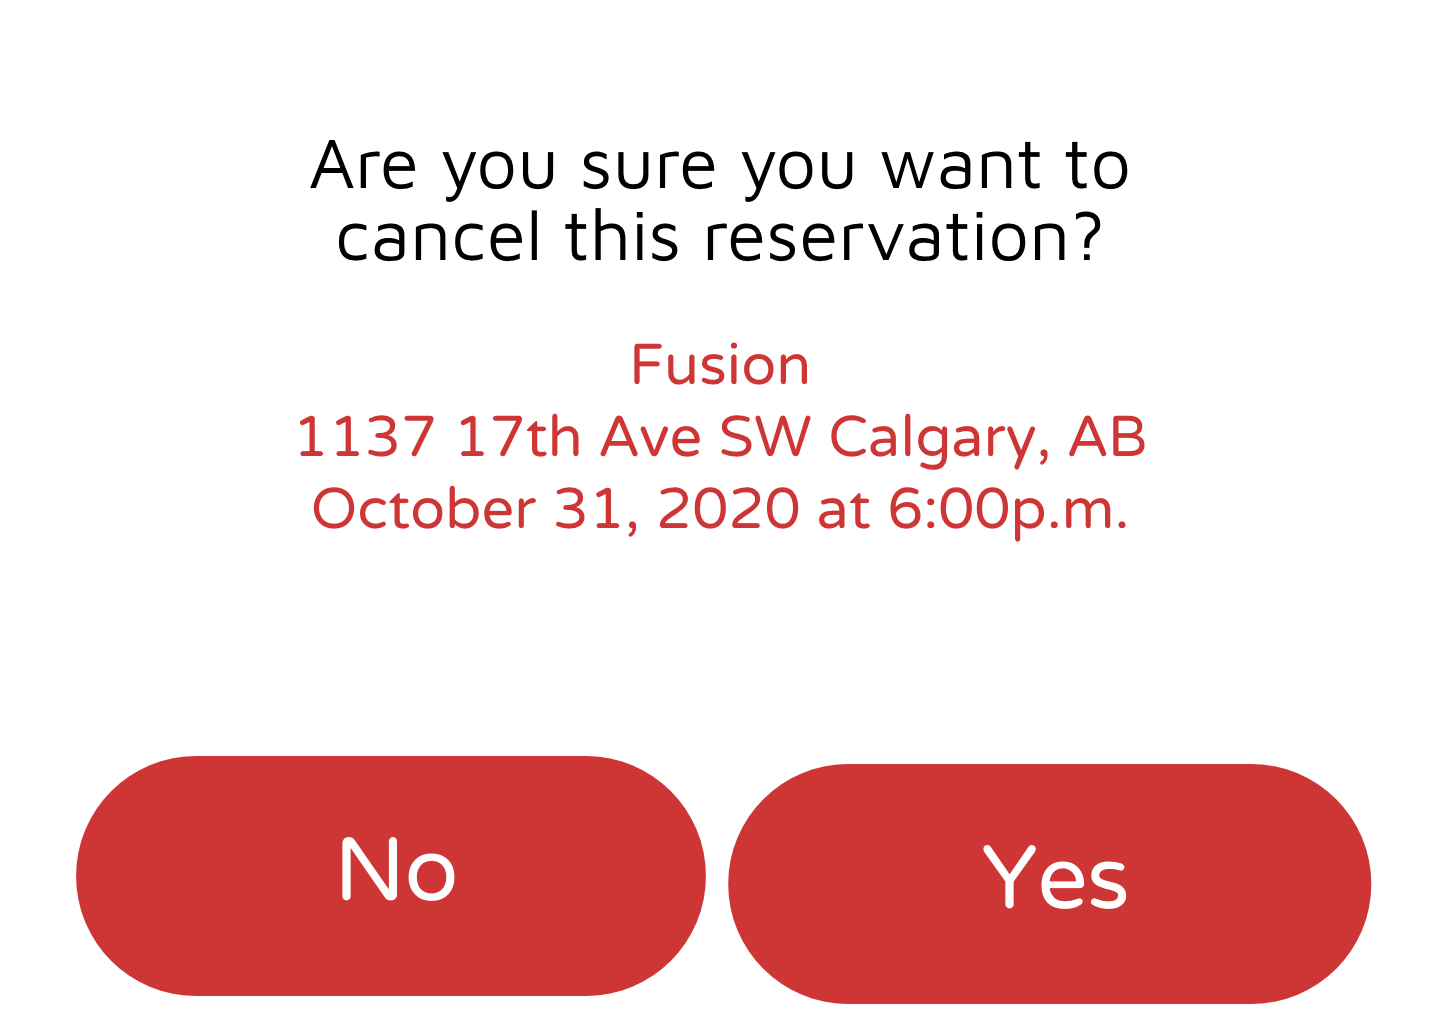 Are you sure you want to
cancel this reservation?
Fusion
1137 17th Ave SW Calgary, AB
October 31, 2020 at 6:00p.m.
No
Yes